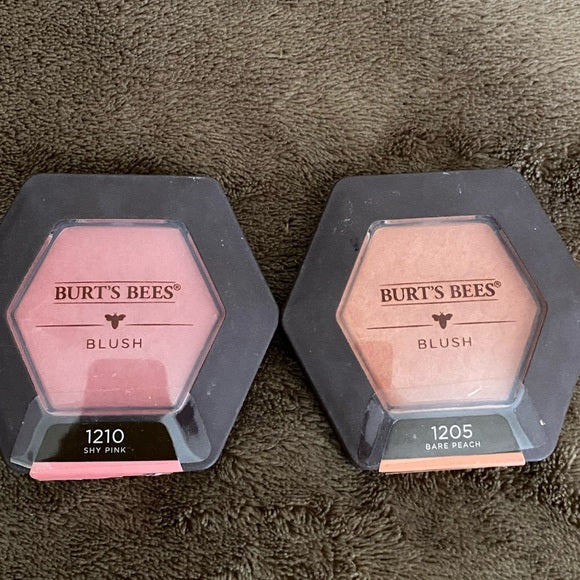 BURT'S BEES®
BLUSH
1210
SHY PINK
BURT'S BEES®
BLUSH
1205
BARE PEACH